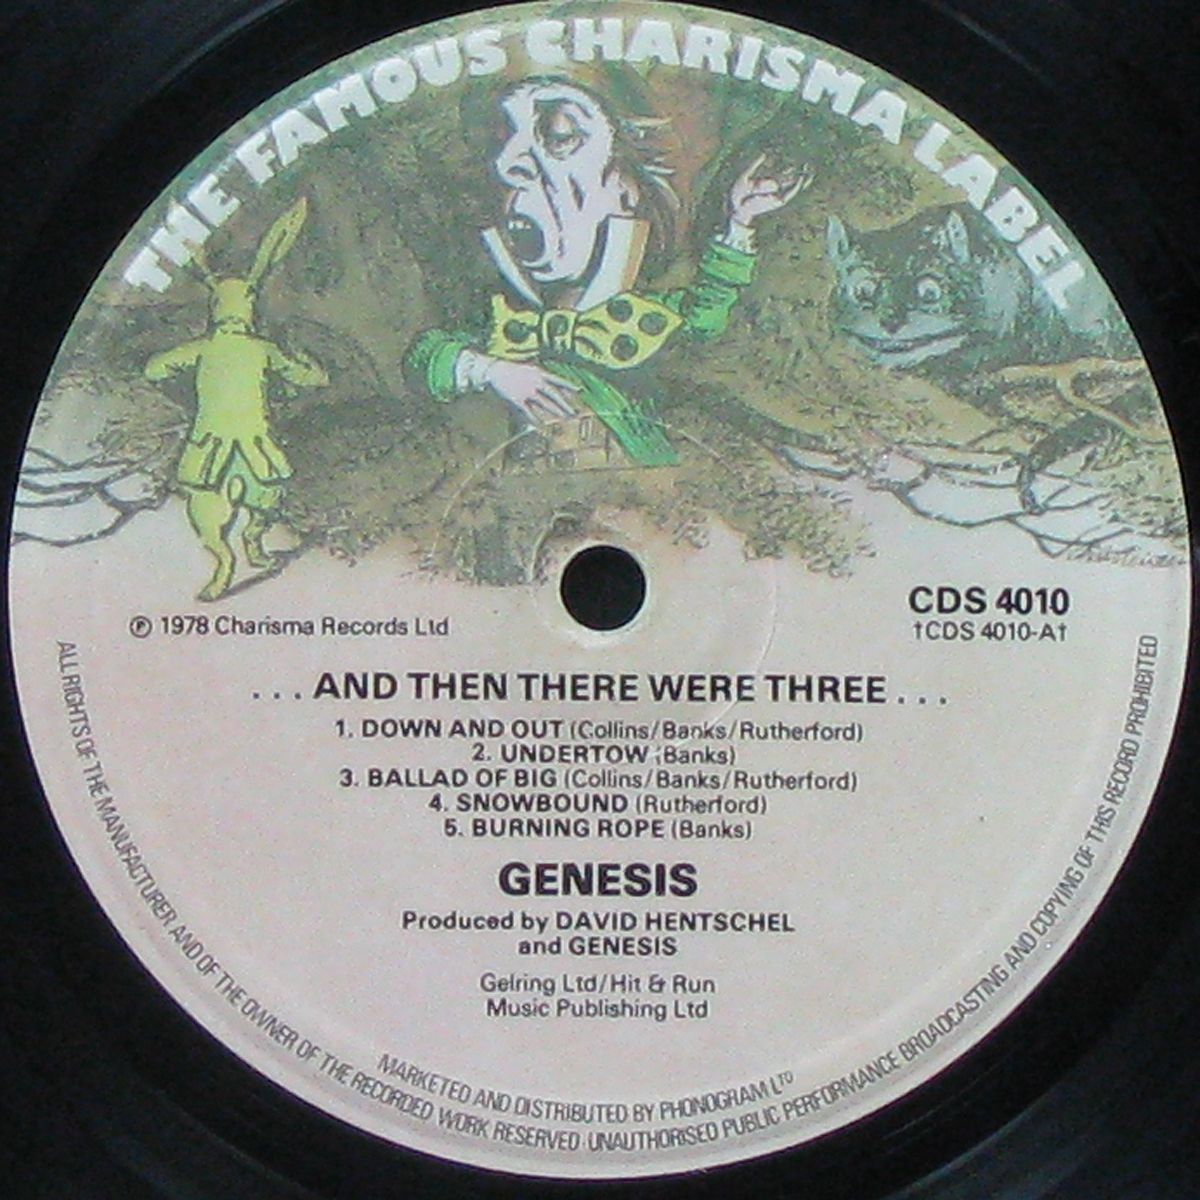 THE FAMOUS CHARISMA LABEL
℗ 1978 Charisma Records Ltd
CDS 4010
†CDS 4010-A†
. . . AND THEN THERE WERE THREE . . .
1. DOWN AND OUT (Collins/Banks/Rutherford)
2. UNDERTOW (Banks)
3. BALLAD OF BIG (Collins/Banks/Rutherford)
4. SNOWBOUND (Rutherford)
5. BURNING ROPE (Banks)
GENESIS
Produced by DAVID HENTSCHEL
and GENESIS
Gelring Ltd/Hit & Run
Music Publishing Ltd
MARKETED AND DISTRIBUTED BY PHONOGRAM LTD
ALL RIGHTS OF THE MANUFACTURER AND OF THE OWNER OF THE RECORDED WORK RESERVED · UNAUTHORISED PUBLIC PERFORMANCE BROADCASTING AND COPYING OF THIS RECORD PROHIBITED